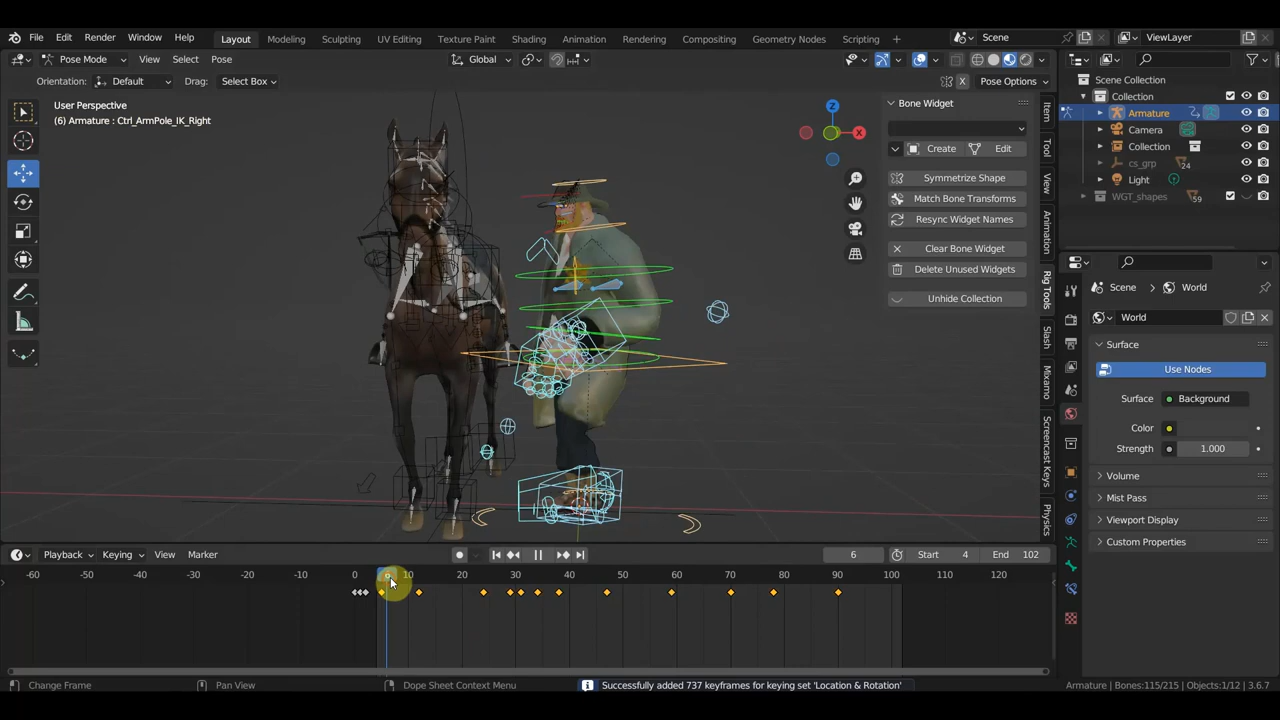 File Edit Render Window Help Layout Modeling Sculpting UV Editing Texture Paint Shading Animation Rendering Compositing Geometry Nodes Scripting + Scene ViewLayer
Pose Mode View Select Pose Global
Orientation: Default Drag: Select Box X Pose Options
User Perspective
(6) Armature : Ctrl_ArmPole_IK_Right
Z
X
Bone Widget
Create Edit
Symmetrize Shape
Match Bone Transforms
Resync Widget Names
Clear Bone Widget
Delete Unused Widgets
Unhide Collection
Item
Tool
View
Animation
Rig Tools
Slash
Mixamo
Screencast Keys
Physics
Scene Collection
Collection
Armature
Camera
Collection
cs_grp 24
Light
WGT_shapes 59
Scene World
World
Surface
Use Nodes
Surface Background
Color
Strength 1.000
Volume
Mist Pass
Viewport Display
Custom Properties
Playback Keying View Marker 6 Start 4 End 102
-60 -50 -40 -30 -20 -10 0 10 20 30 40 50 60 70 80 90 100 110 120
Change Frame Pan View Dope Sheet Context Menu Successfully added 737 keyframes for keying set 'Location & Rotation' Armature | Bones:115/215 | Objects:1/12 | 3.6.7